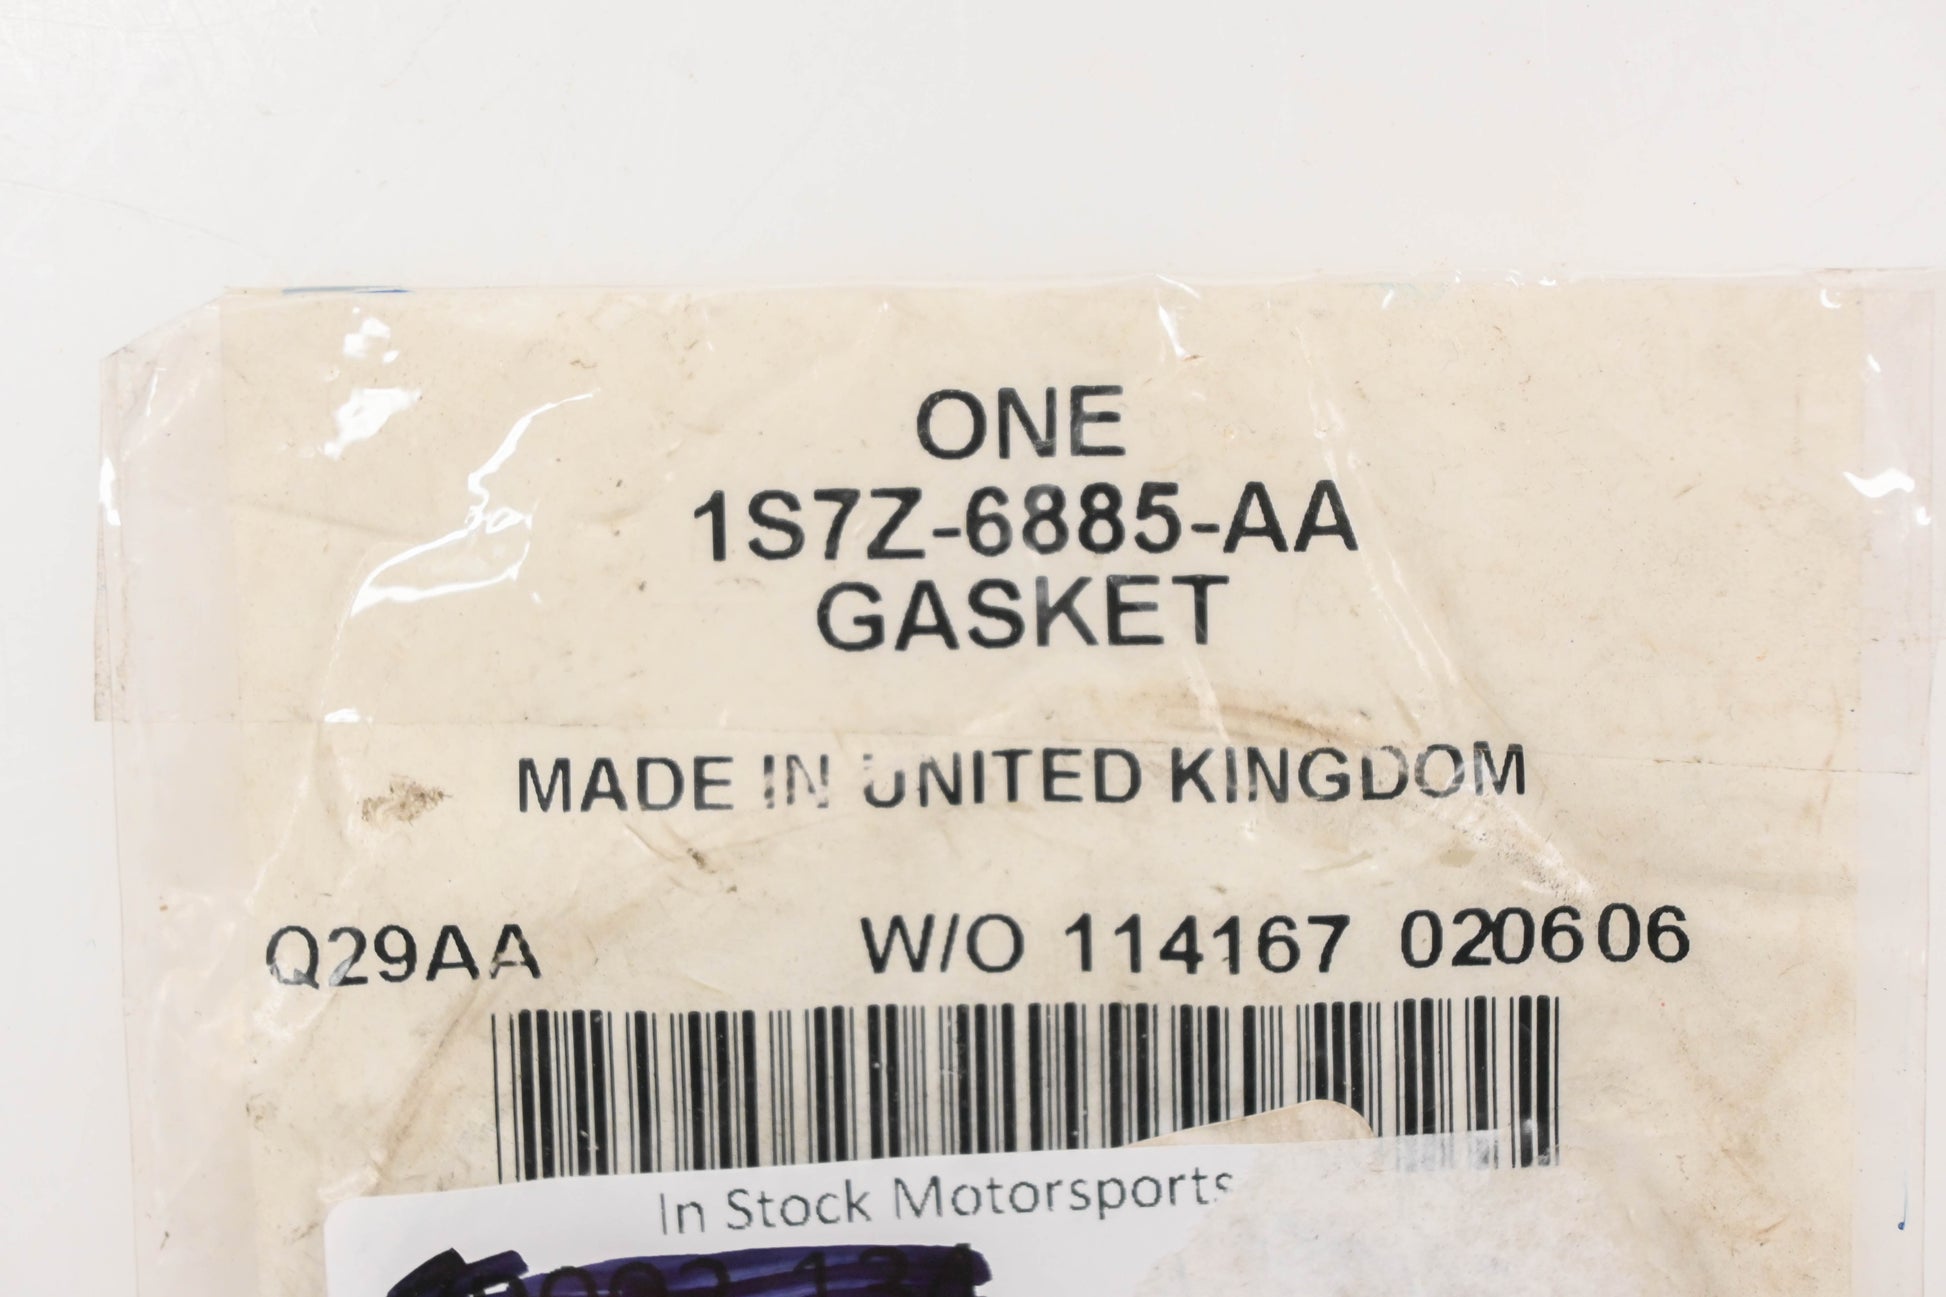 ONE
1S7Z-6885-AA
GASKET
MADE IN UNITED KINGDOM
Q29AA W/O 114167 020606
In Stock Motorsports